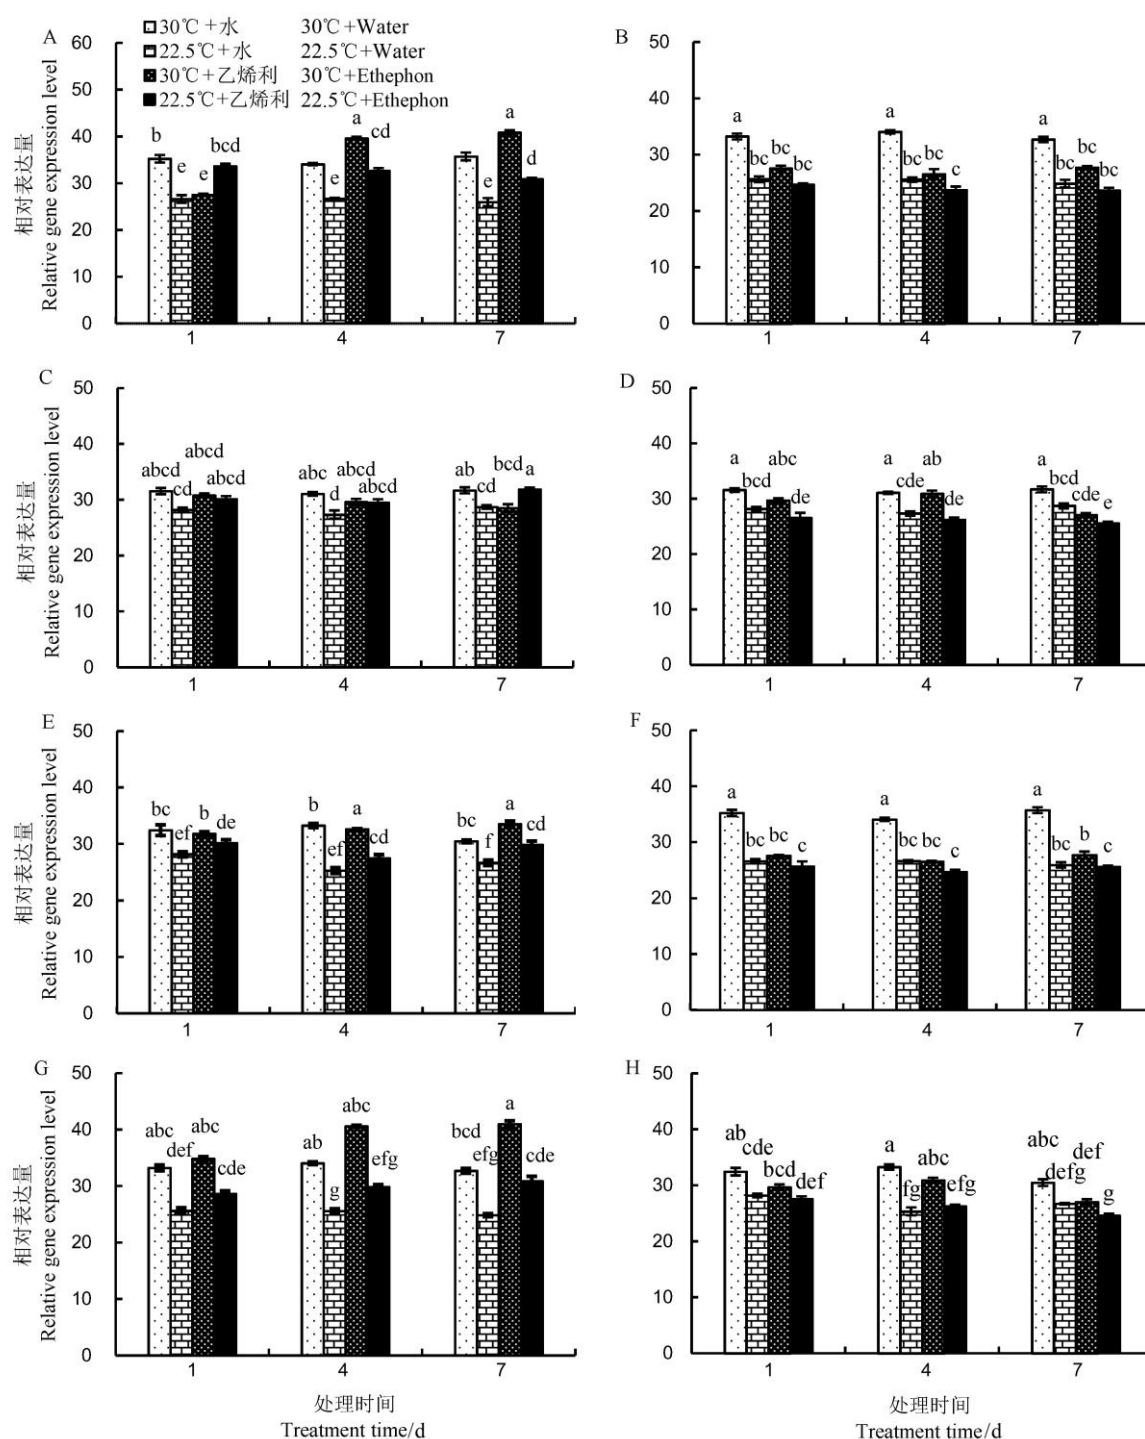 A
30℃+水 30℃+Water
22.5℃+水 22.5℃+Water
30℃+乙烯利 30℃+Ethephon
22.5℃+乙烯利 22.5℃+Ethephon
相对表达量
Relative gene expression level
60
50
40
30
20
10
0
b e e bcd
a e cd
a e d
1 4 7
B
50
40
30
20
10
0
a bc bc bc
a bc bc c
a bc bc bc
1 4 7
C
相对表达量
Relative gene expression level
50
40
30
20
10
0
abcd cd abcd abcd
abc d abcd abcd
ab cd bcd a
1 4 7
D
50
40
30
20
10
0
a bcd abc de
a cde ab de
a bcd cde e
1 4 7
E
相对表达量
Relative gene expression level
50
40
30
20
10
0
bc ef b de
b ef a cd
bc f a cd
1 4 7
F
50
40
30
20
10
0
a bc bc c
a bc bc c
a bc b c
1 4 7
G
相对表达量
Relative gene expression level
50
40
30
20
10
0
abc def abc cde
ab g abc efg
bcd efg a cde
1 4 7
处理时间
Treatment time/d
H
50
40
30
20
10
0
ab cde bcd def
a fg abc efg
abc defg def g
1 4 7
处理时间
Treatment time/d